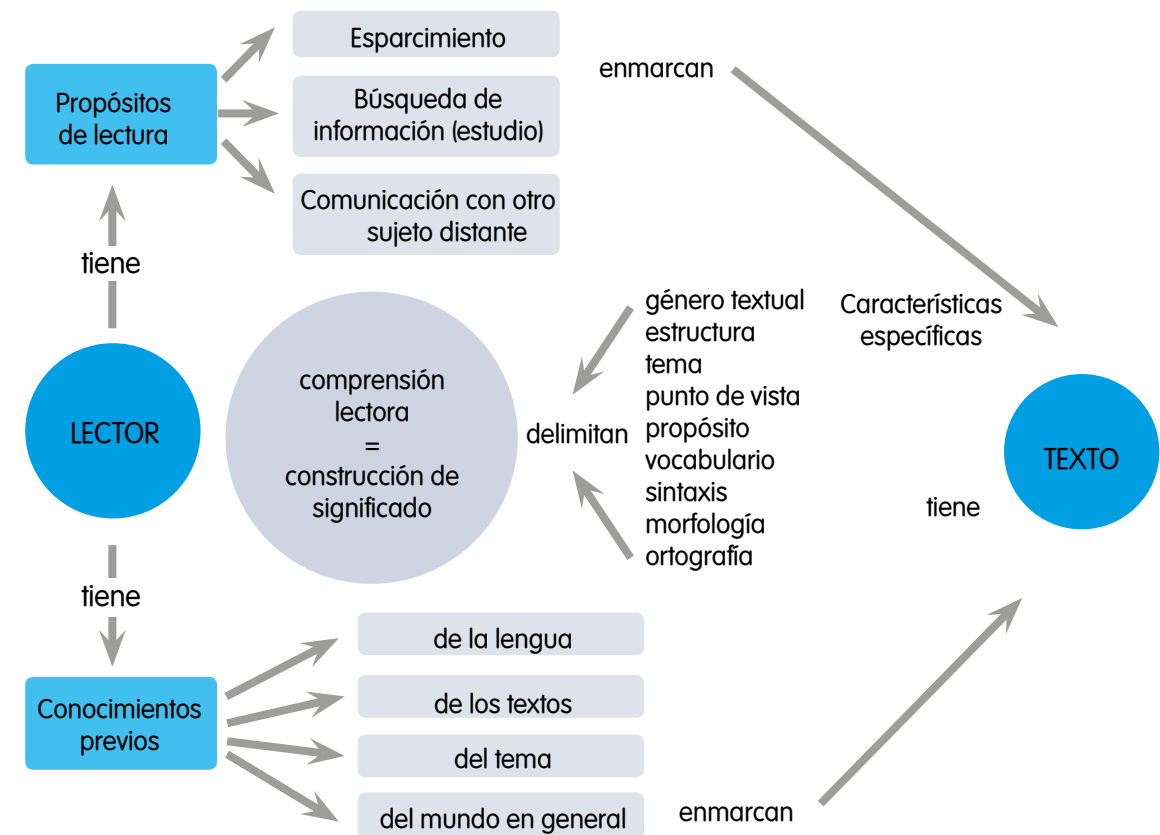 Esparcimiento
enmarcan
Propósitos
de lectura
Búsqueda de
información (estudio)
Comunicación con otro
sujeto distante
tiene
género textual
estructura
tema
punto de vista
propósito
vocabulario
sintaxis
morfología
ortografía
Características
específicas
comprensión
lectora
=
construcción de
significado
delimitan
LECTOR
TEXTO
tiene
tiene
de la lengua
Conocimientos
previos
de los textos
del tema
del mundo en general
enmarcan